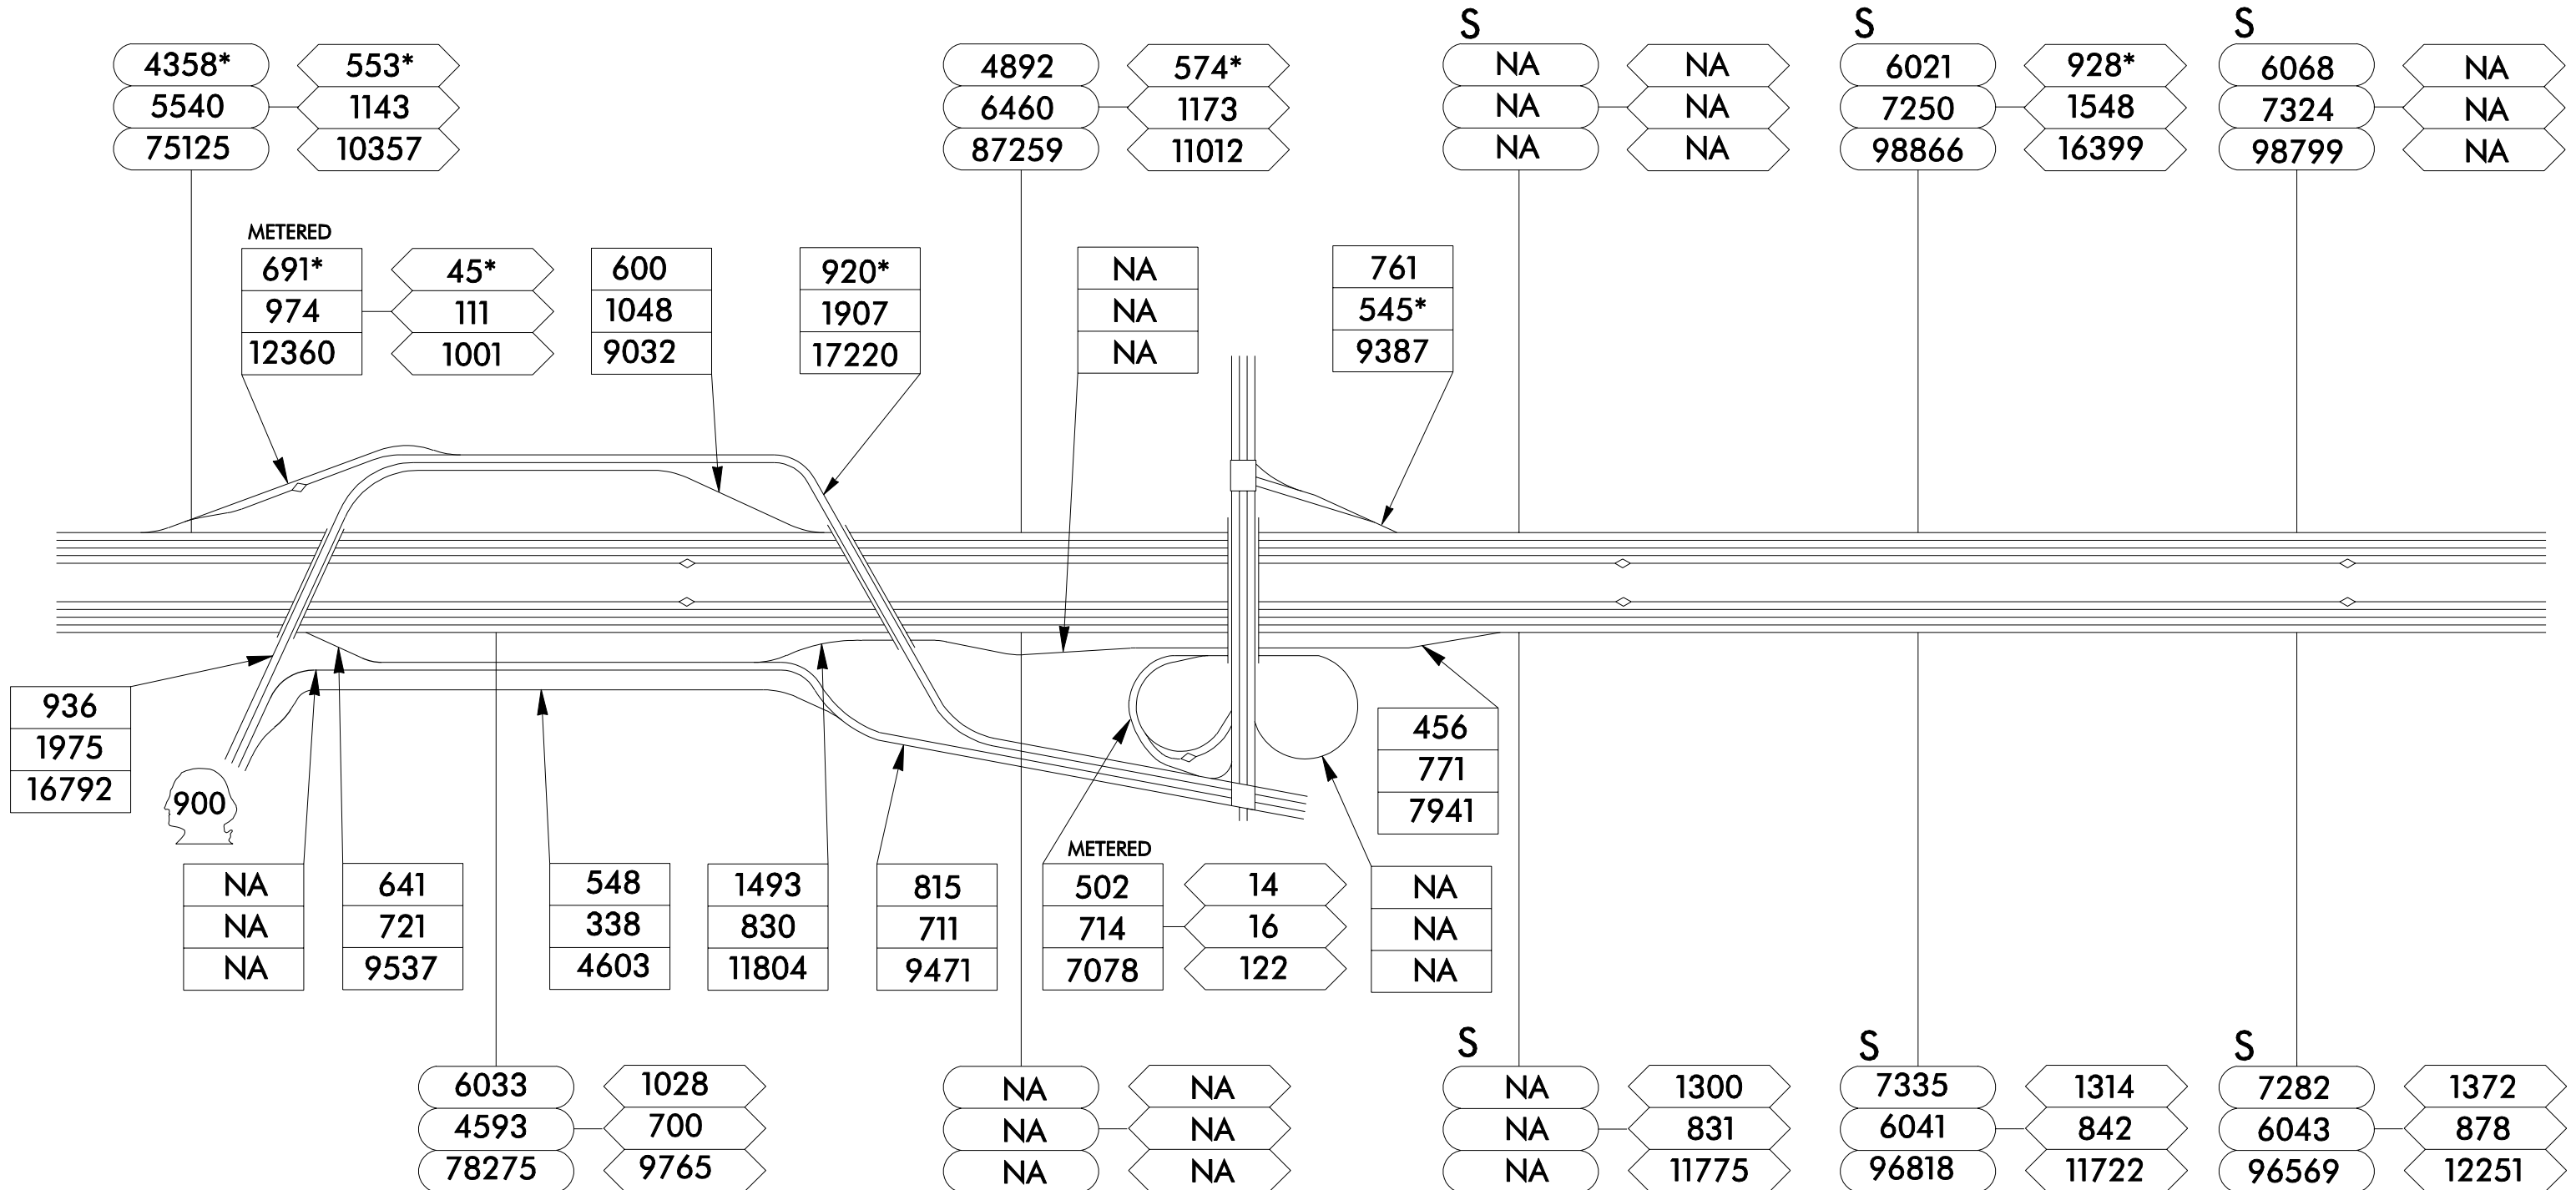 S S S
4358* 553* 4892 574* NA NA 6021 928* 6068 NA
5540 1143 6460 1173 NA NA 7250 1548 7324 NA
75125 10357 87259 11012 NA NA 98866 16399 98799 NA
METERED
691* 45* 600 920* NA 761
974 111 1048 1907 NA 545*
12360 1001 9032 17220 NA 9387
936
1975
16792
900
456
771
7941
METERED
NA 641 548 1493 815 502 14 NA
NA 721 338 830 711 714 16 NA
NA 9537 4603 11804 9471 7078 122 NA
S S S
6033 1028 NA NA NA 1300 7335 1314 7282 1372
4593 700 NA NA NA 831 6041 842 6043 878
78275 9765 NA NA NA 11775 96818 11722 96569 12251